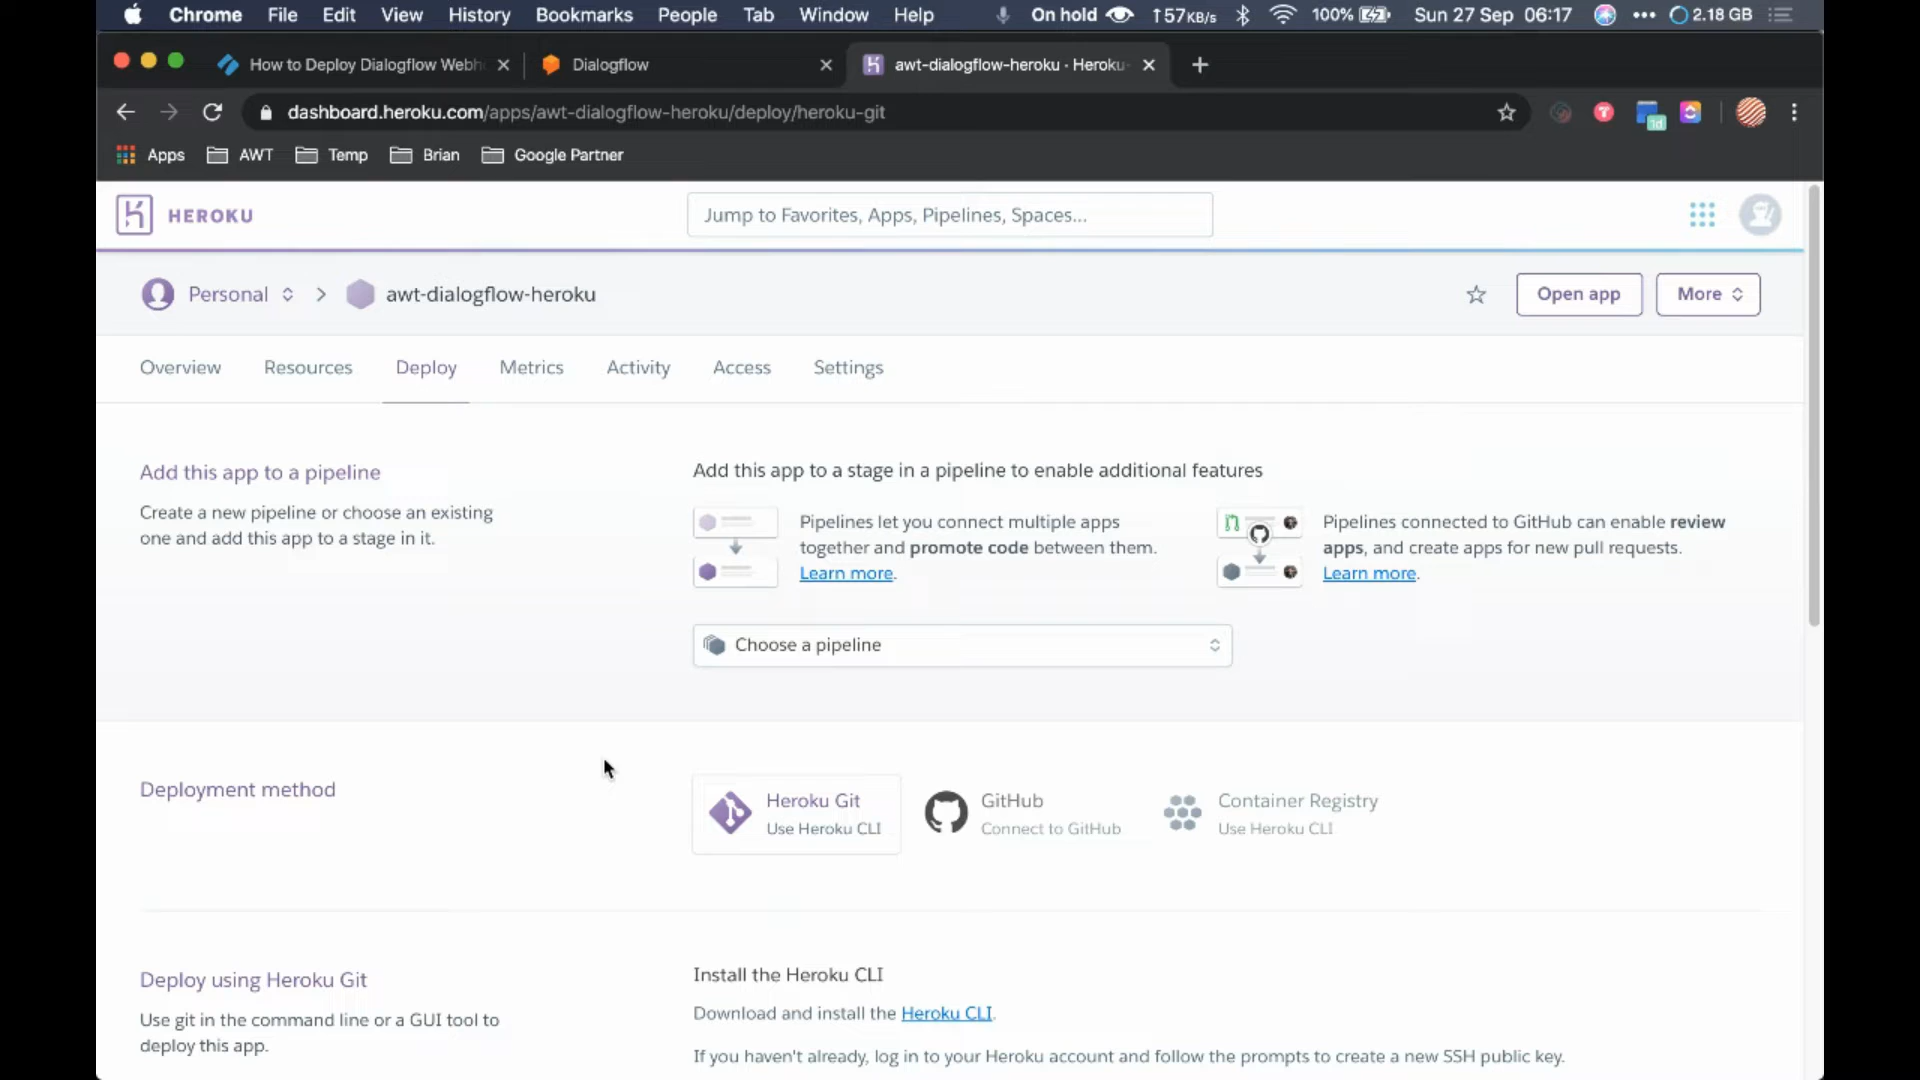 Chrome File Edit View History Bookmarks People Tab Window Help On hold ↑57KB/s 100% Sun 27 Sep 06:17 ••• 2.18 GB
How to Deploy Dialogflow Webh Dialogflow awt-dialogflow-heroku · Heroku
dashboard.heroku.com/apps/awt-dialogflow-heroku/deploy/heroku-git
Apps AWT Temp Brian Google Partner
HEROKU
Jump to Favorites, Apps, Pipelines, Spaces...
Personal > awt-dialogflow-heroku Open app More
Overview Resources Deploy Metrics Activity Access Settings
Add this app to a pipeline
Create a new pipeline or choose an existing
one and add this app to a stage in it.
Add this app to a stage in a pipeline to enable additional features
Pipelines let you connect multiple apps
together and promote code between them.
Learn more.
Pipelines connected to GitHub can enable review
apps, and create apps for new pull requests.
Learn more.
Choose a pipeline
Deployment method
Heroku Git
Use Heroku CLI
GitHub
Connect to GitHub
Container Registry
Use Heroku CLI
Deploy using Heroku Git
Use git in the command line or a GUI tool to
deploy this app.
Install the Heroku CLI
Download and install the Heroku CLI.
If you haven't already, log in to your Heroku account and follow the prompts to create a new SSH public key.